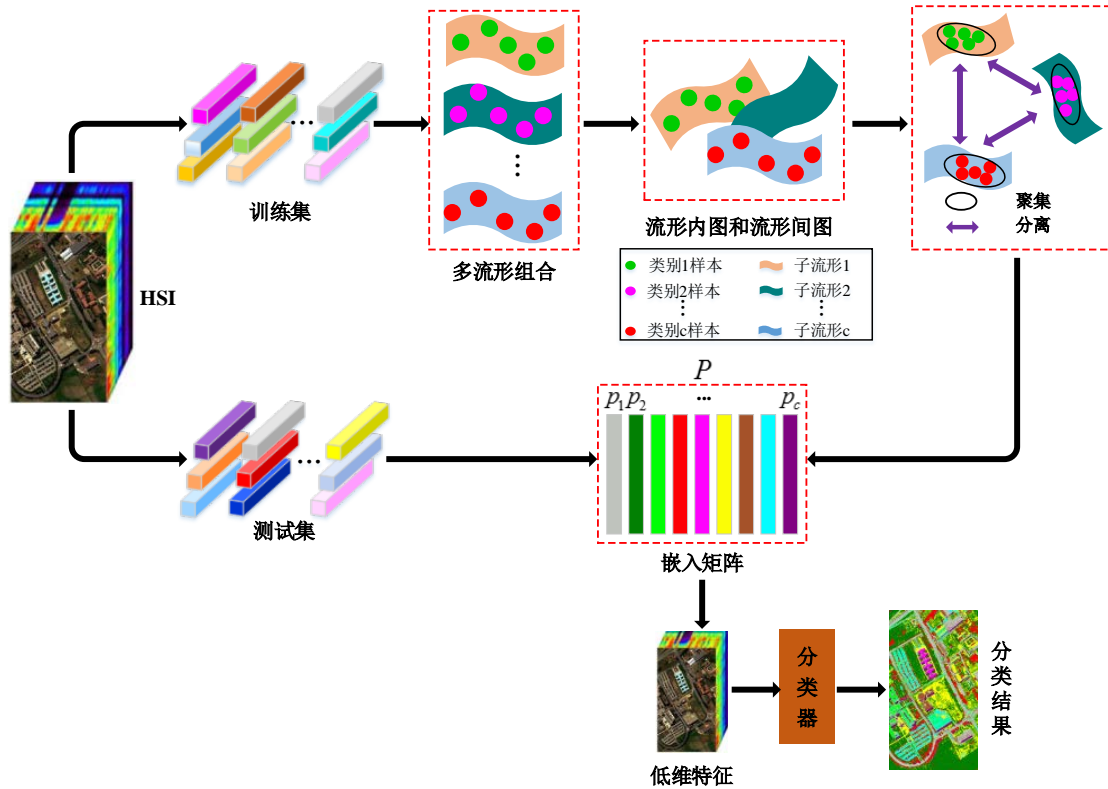 训练集
...
多流形组合
流形内图和流形间图
聚集
分离
类别1样本
子流形1
类别2样本
子流形2
类别c样本
子流形c
HSI
测试集
...
P
p1 p2 ... pc
嵌入矩阵
低维特征
分类器
分类结果